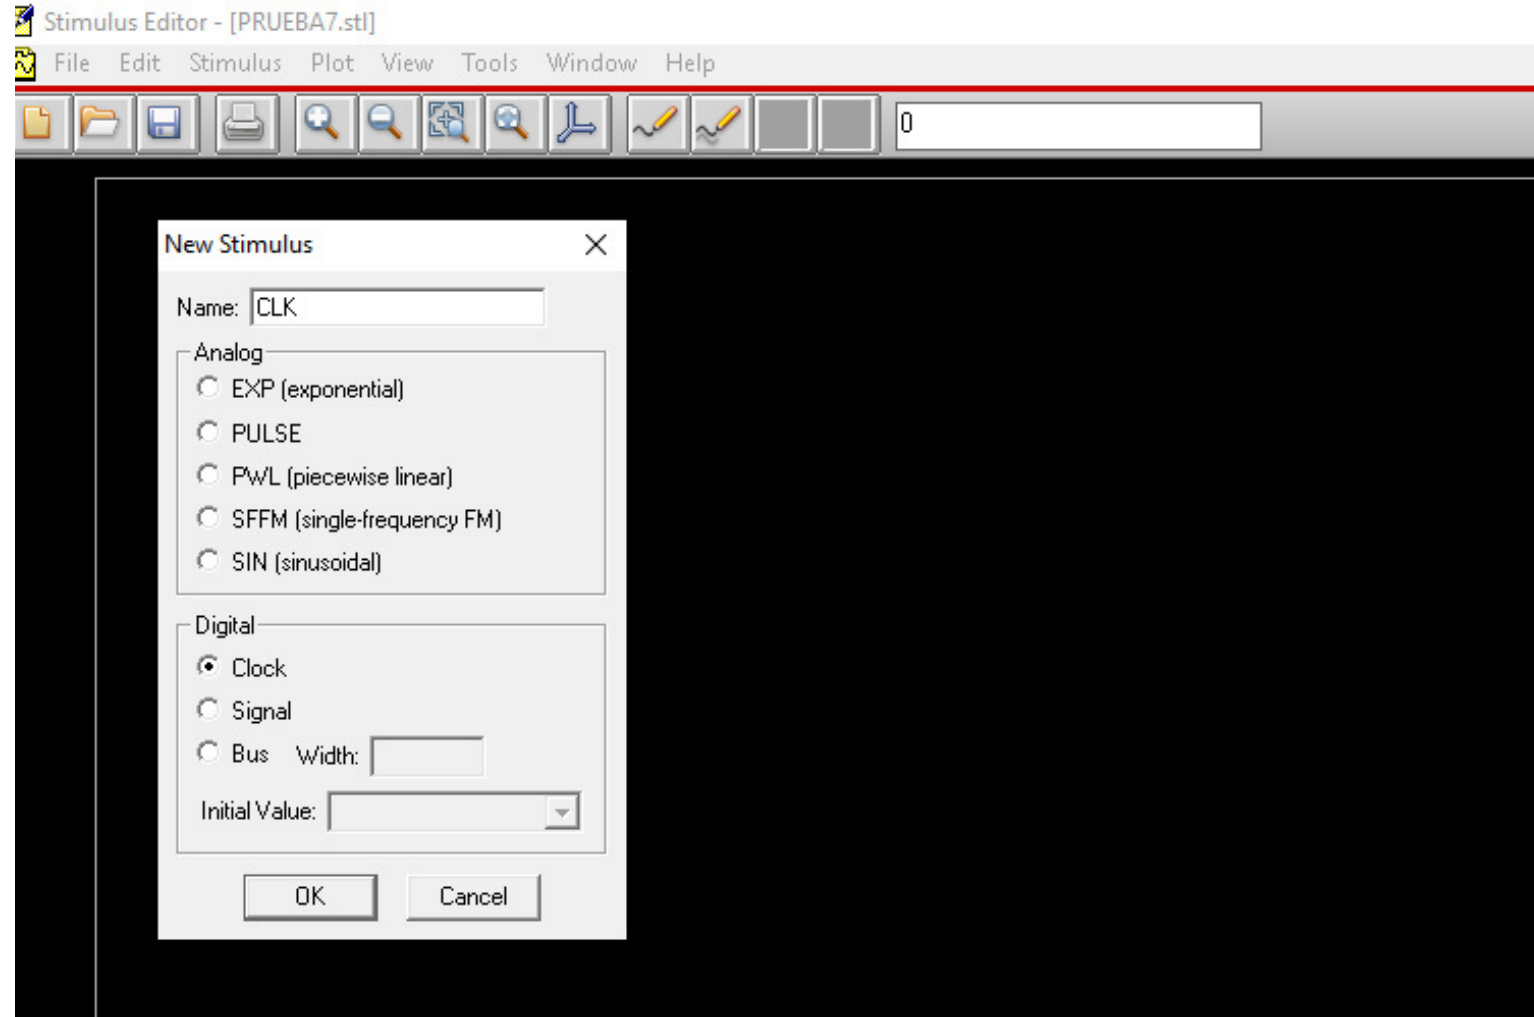 Stimulus Editor - [PRUEBA7.stl]
File Edit Stimulus Plot View Tools Window Help
0
New Stimulus
Name: CLK
Analog
EXP (exponential)
PULSE
PWL (piecewise linear)
SFFM (single-frequency FM)
SIN (sinusoidal)
Digital
Clock
Signal
Bus Width:
Initial Value:
OK Cancel